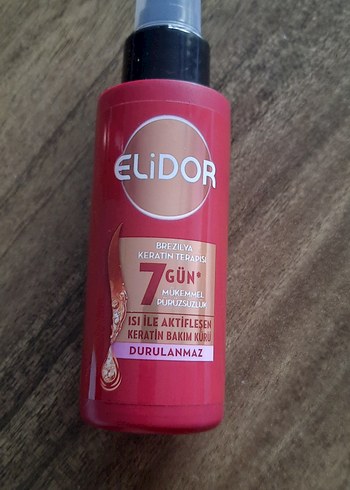 ELiDOR
BREZİLYA
KERATİN TERAPİSİ
7 GÜN*
MÜKEMMEL
PÜRÜZSÜZLÜK
ISI İLE AKTİFLEŞEN
KERATİN BAKIM KÜRÜ
DURULANMAZ